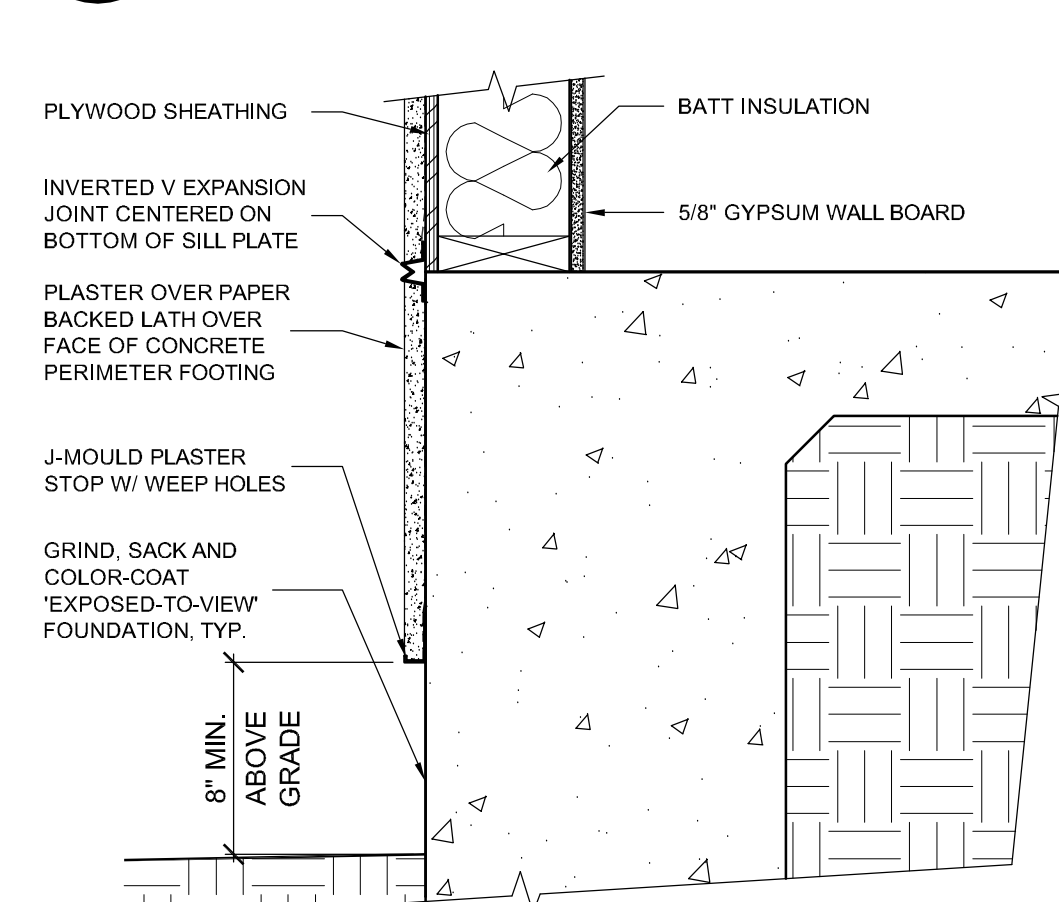 PLYWOOD SHEATHING
INVERTED V EXPANSION
JOINT CENTERED ON
BOTTOM OF SILL PLATE
PLASTER OVER PAPER
BACKED LATH OVER
FACE OF CONCRETE
PERIMETER FOOTING
J-MOULD PLASTER
STOP W/ WEEP HOLES
GRIND, SACK AND
COLOR-COAT
'EXPOSED-TO-VIEW'
FOUNDATION, TYP.
8" MIN.
ABOVE
GRADE
BATT INSULATION
5/8" GYPSUM WALL BOARD